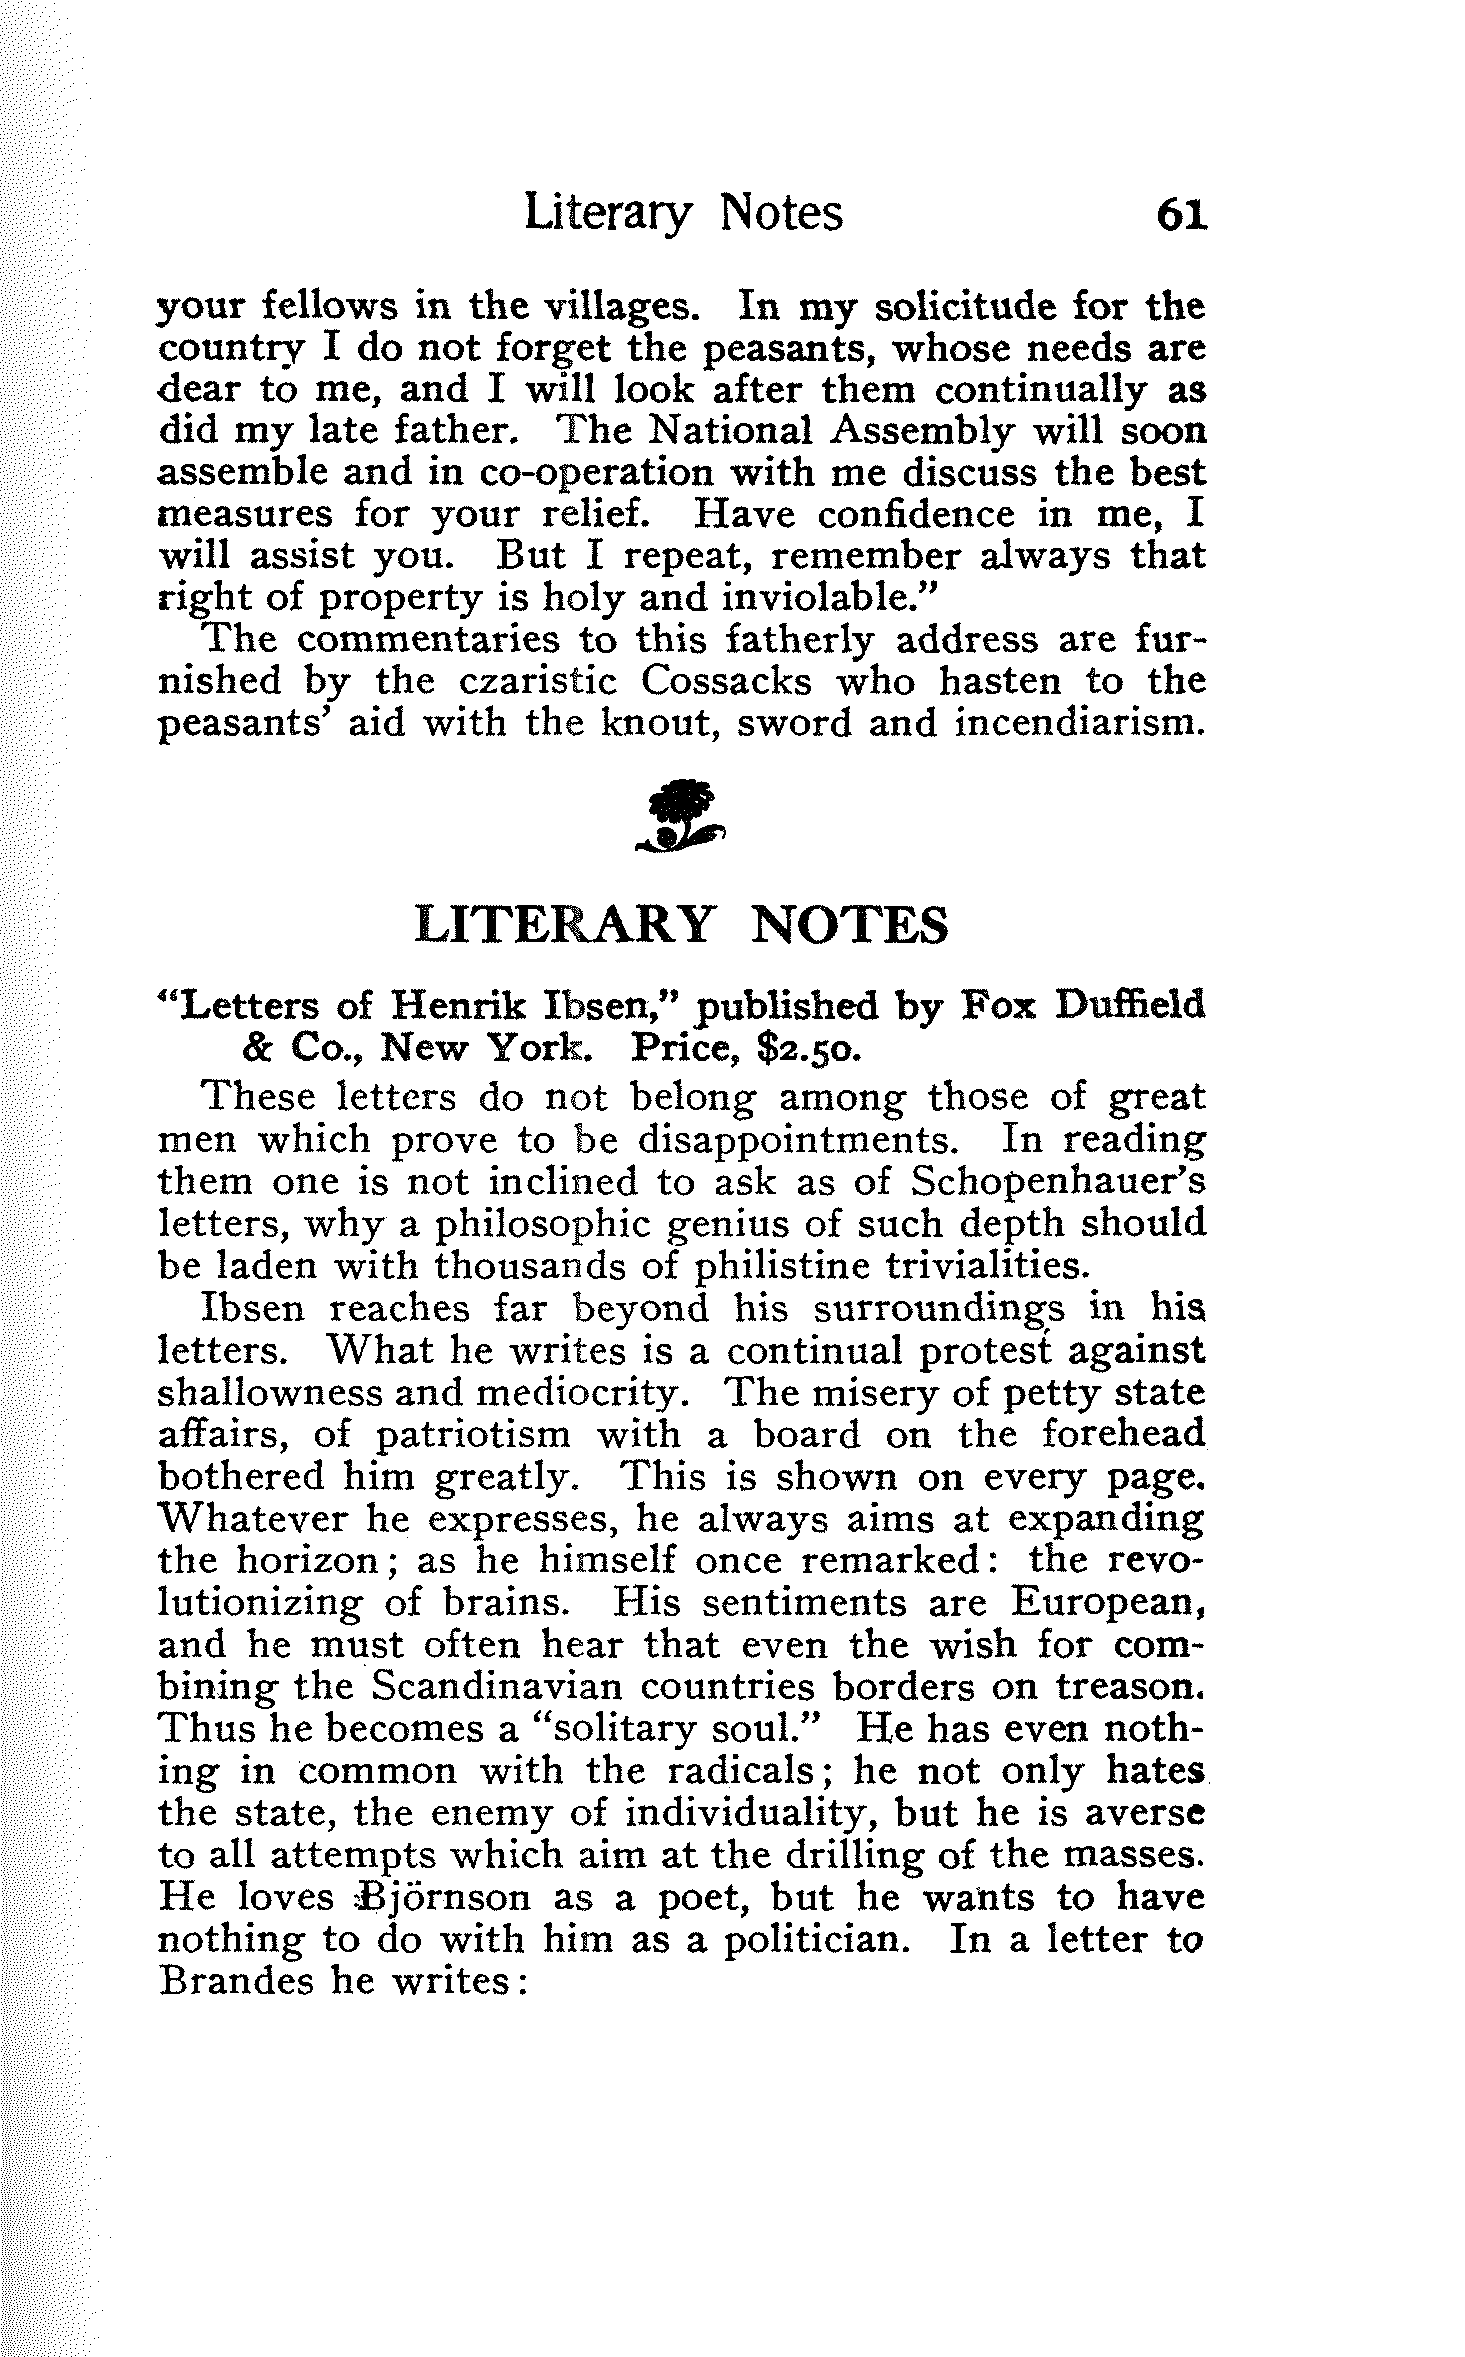 Literary Notes 61
your fellows in the villages. In my solicitude for the
country I do not forget the peasants, whose needs are
dear to me, and I will look after them continually as
did my late father. The National Assembly will soon
assemble and in co-operation with me discuss the best
measures for your relief. Have confidence in me, I
will assist you. But I repeat, remember always that
right of property is holy and inviolable."
The commentaries to this fatherly address are fur-
nished by the czaristic Cossacks who hasten to the
peasants' aid with the knout, sword and incendiarism.
LITERARY NOTES
"Letters of Henrik Ibsen," published by Fox Duffield
& Co., New York. Price, $2.50.
These letters do not belong among those of great
men which prove to be disappointments. In reading
them one is not inclined to ask as of Schopenhauer's
letters, why a philosophic genius of such depth should
be laden with thousands of philistine trivialities.
Ibsen reaches far beyond his surroundings in his
letters. What he writes is a continual protest against
shallowness and mediocrity. The misery of petty state
affairs, of patriotism with a board on the forehead
bothered him greatly. This is shown on every page.
Whatever he expresses, he always aims at expanding
the horizon; as he himself once remarked: the revo-
lutionizing of brains. His sentiments are European,
and he must often hear that even the wish for com-
bining the Scandinavian countries borders on treason.
Thus he becomes a "solitary soul." He has even noth-
ing in common with the radicals; he not only hates
the state, the enemy of individuality, but he is averse
to all attempts which aim at the drilling of the masses.
He loves Björnson as a poet, but he wants to have
nothing to do with him as a politician. In a letter to
Brandes he writes: